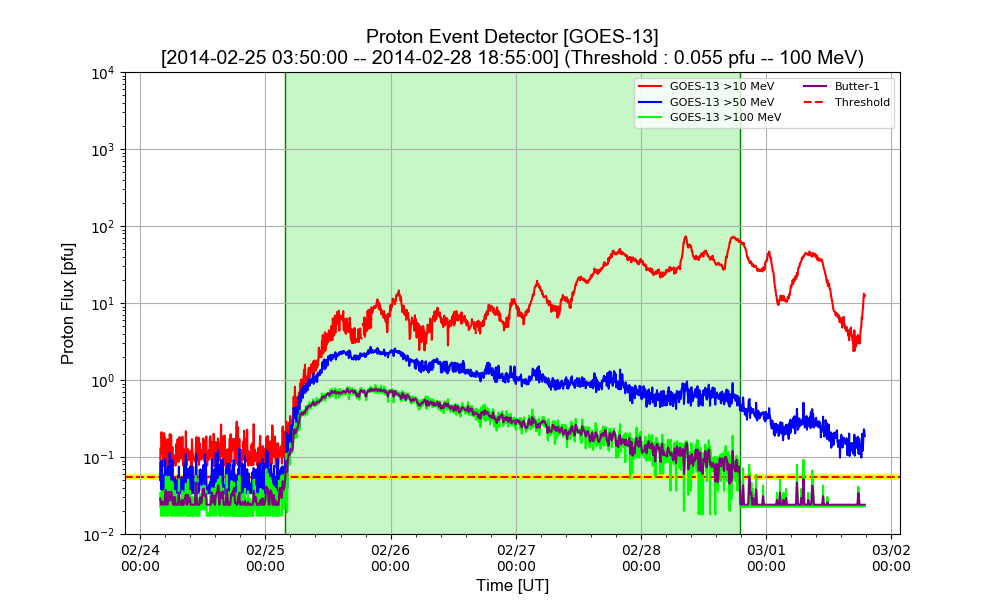 Proton Event Detector [GOES-13]
[2014-02-25 03:50:00 -- 2014-02-28 18:55:00] (Threshold : 0.055 pfu -- 100 MeV)
GOES-13 >10 MeV
GOES-13 >50 MeV
GOES-13 >100 MeV
Butter-1
Threshold
Proton Flux [pfu]
10⁴
10³
10²
10¹
10⁰
10⁻¹
10⁻²
02/24 02/25 02/26 02/27 02/28 03/01 03/02
00:00 00:00 00:00 00:00 00:00 00:00 00:00
Time [UT]